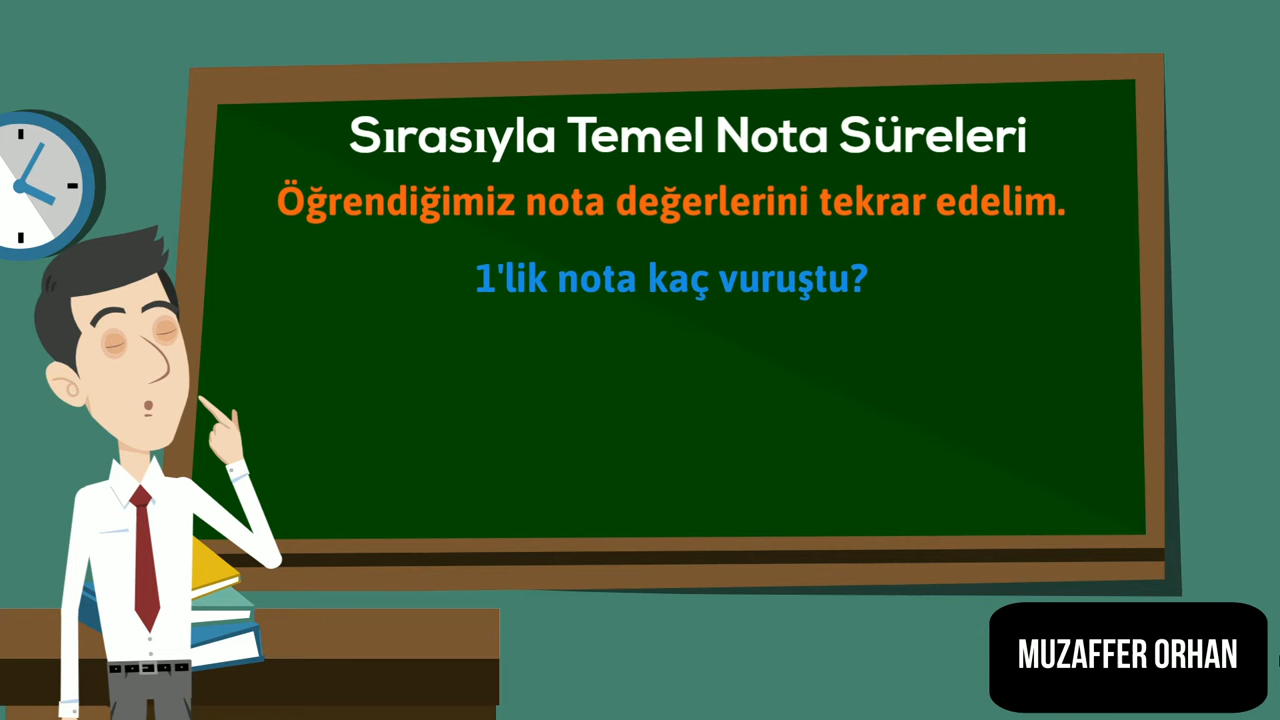 Sırasıyla Temel Nota Süreleri
Öğrendiğimiz nota değerlerini tekrar edelim.
1'lik nota kaç vuruştu?
MUZAFFER ORHAN